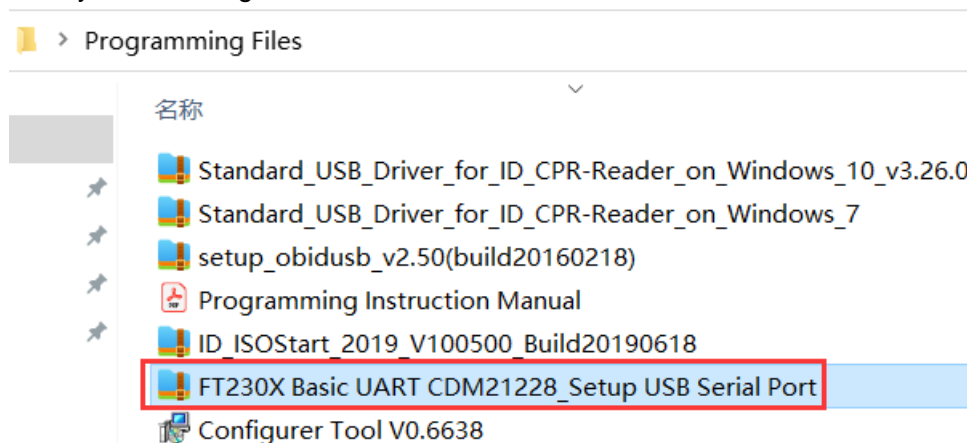 Programming Files
名称
Standard_USB_Driver_for_ID_CPR-Reader_on_Windows_10_v3.26.0
Standard_USB_Driver_for_ID_CPR-Reader_on_Windows_7
setup_obidusb_v2.50(build20160218)
Programming Instruction Manual
ID_ISOStart_2019_V100500_Build20190618
FT230X Basic UART CDM21228_Setup USB Serial Port
Configurer Tool V0.6638